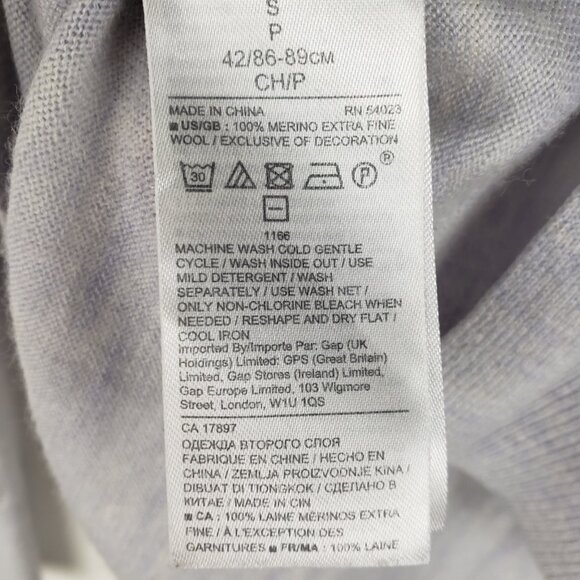 S
P
42/86-89CM
CH/P
MADE IN CHINA RN 54023
■ US/GB : 100% MERINO EXTRA FINE
WOOL / EXCLUSIVE OF DECORATION
30 P ®
1166
MACHINE WASH COLD GENTLE
CYCLE / WASH INSIDE OUT / USE
MILD DETERGENT / WASH
SEPARATELY / USE WASH NET /
ONLY NON-CHLORINE BLEACH WHEN
NEEDED / RESHAPE AND DRY FLAT /
COOL IRON
Imported By/Importe Par: Gap (UK
Holdings) Limited: GPS (Great Britain)
Limited, Gap Stores (Ireland) Limited,
Gap Europe Limited, 103 Wigmore
Street, London, W1U 1QS
CA 17897
ОДЕЖДА ВТОРОГО СЛОЯ
FABRIQUE EN CHINE / HECHO EN
CHINA / ZEMLJA PROIZVODNJE KINA /
DIBUAT DI TIONGKOK / СДЕЛАНО В
КИТАЕ / MADE IN CIN
■ CA : 100% LAINE MERINOS EXTRA
FINE / À L'EXCEPTION DES
GARNITURES ■ FR/MA : 100% LAINE